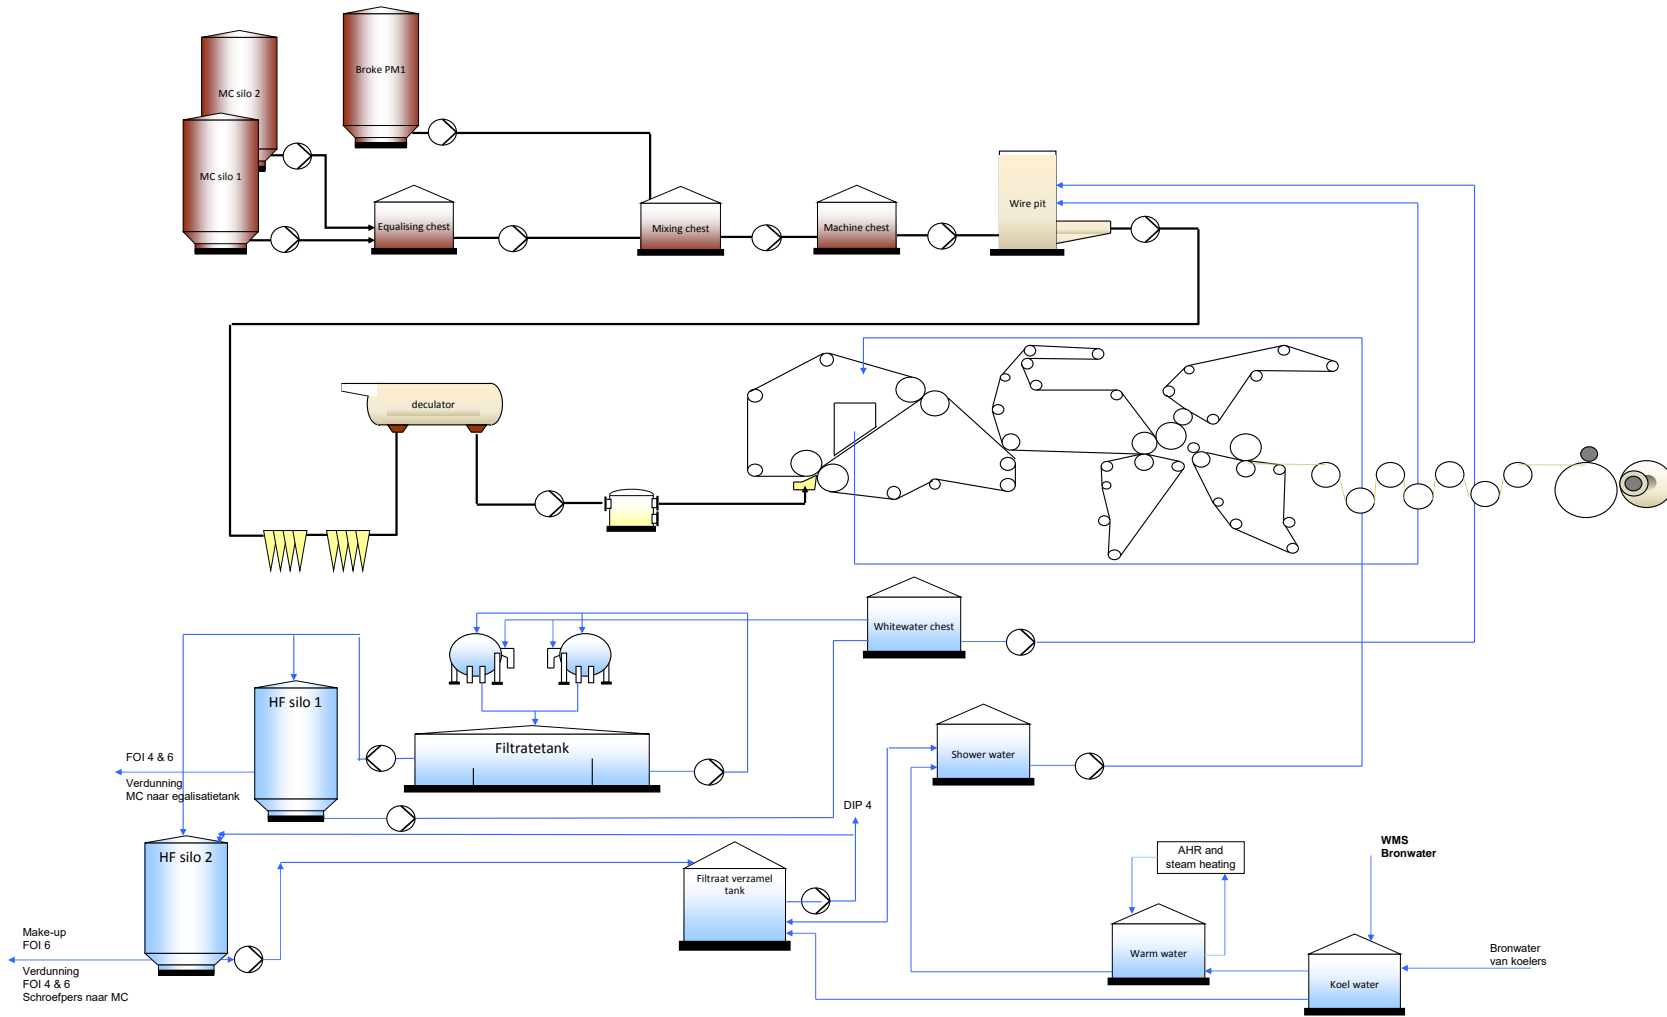 Broke PM1
MC silo 2
MC silo 1
Equalising chest
Mixing chest
Machine chest
Wire pit
deculator
Whitewater chest
HF silo 1
Filtratetank
Shower water
FOI 4 & 6
Verdunning
MC naar egalisatietank
DIP 4
HF silo 2
Filtraat verzamel
tank
AHR and
steam heating
WMS
Bronwater
Make-up
FOI 6
Verdunning
FOI 4 & 6
Schroefpers naar MC
Warm water
Koel water
Bronwater
van koelers